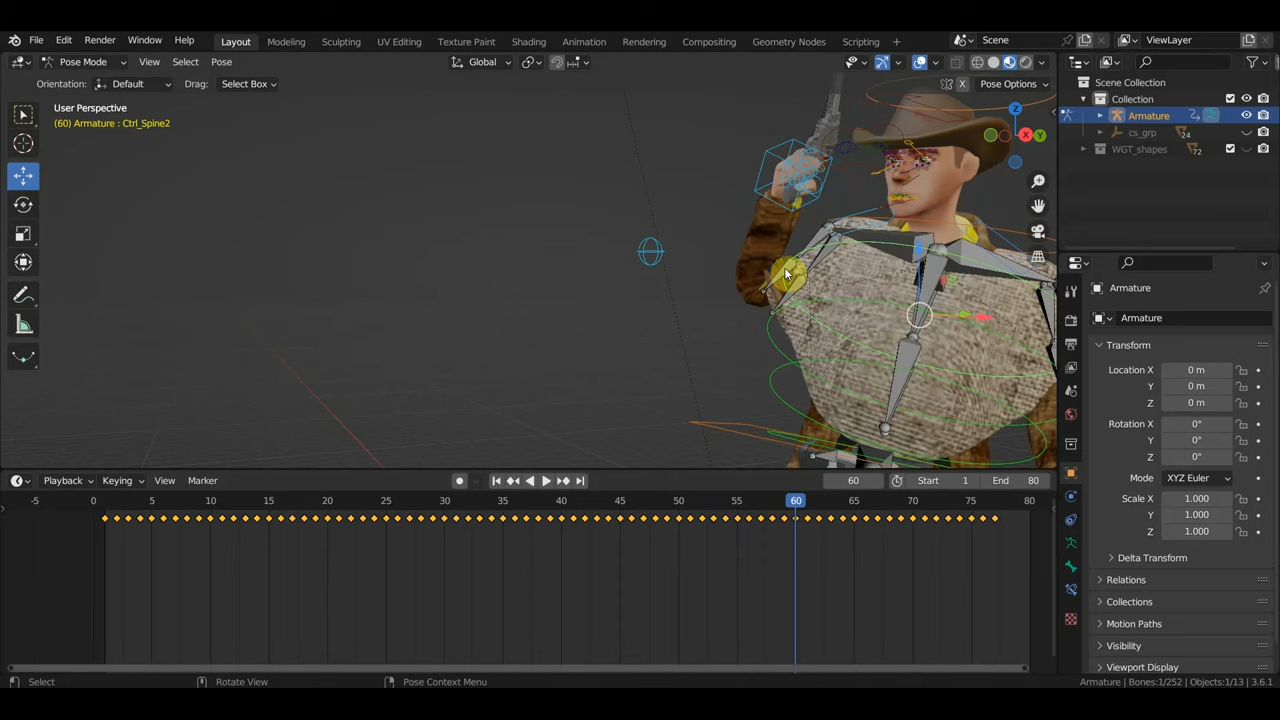 File Edit Render Window Help Layout Modeling Sculpting UV Editing Texture Paint Shading Animation Rendering Compositing Geometry Nodes Scripting + Scene ViewLayer
Pose Mode View Select Pose Global
Orientation: Default Drag: Select Box X Pose Options
User Perspective
(60) Armature : Ctrl_Spine2
Z
X
Y
Scene Collection
Collection
Armature
cs_grp 24
WGT_shapes 72
Armature
Armature
Transform
Location X 0 m
Y 0 m
Z 0 m
Rotation X 0°
Y 0°
Z 0°
Mode XYZ Euler
Scale X 1.000
Y 1.000
Z 1.000
Delta Transform
Relations
Collections
Motion Paths
Visibility
Viewport Display
Playback Keying View Marker 60 Start 1 End 80
-5 0 5 10 15 20 25 30 35 40 45 50 55 60 65 70 75 80
Select Rotate View Pose Context Menu Armature | Bones:1/252 | Objects:1/13 | 3.6.1